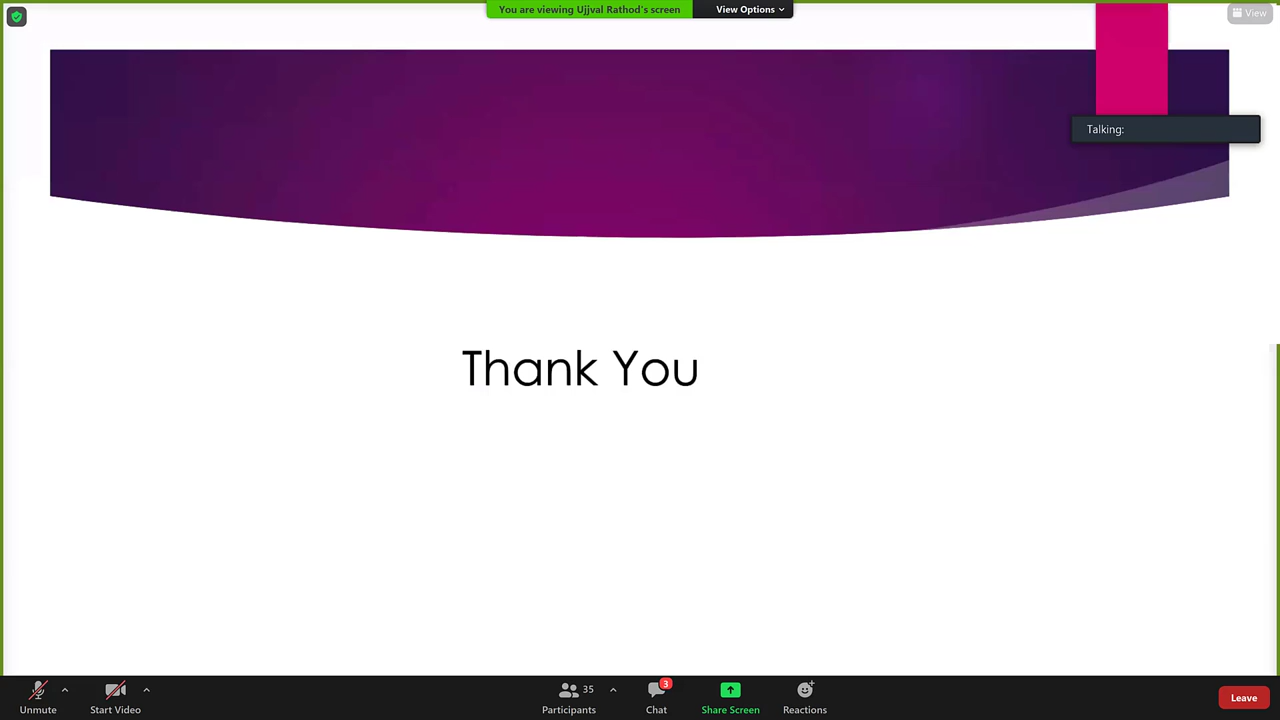 You are viewing Ujjval Rathod's screen
View Options
View
Talking:
Thank You
Unmute
Start Video
35
Participants
3
Chat
Share Screen
Reactions
Leave